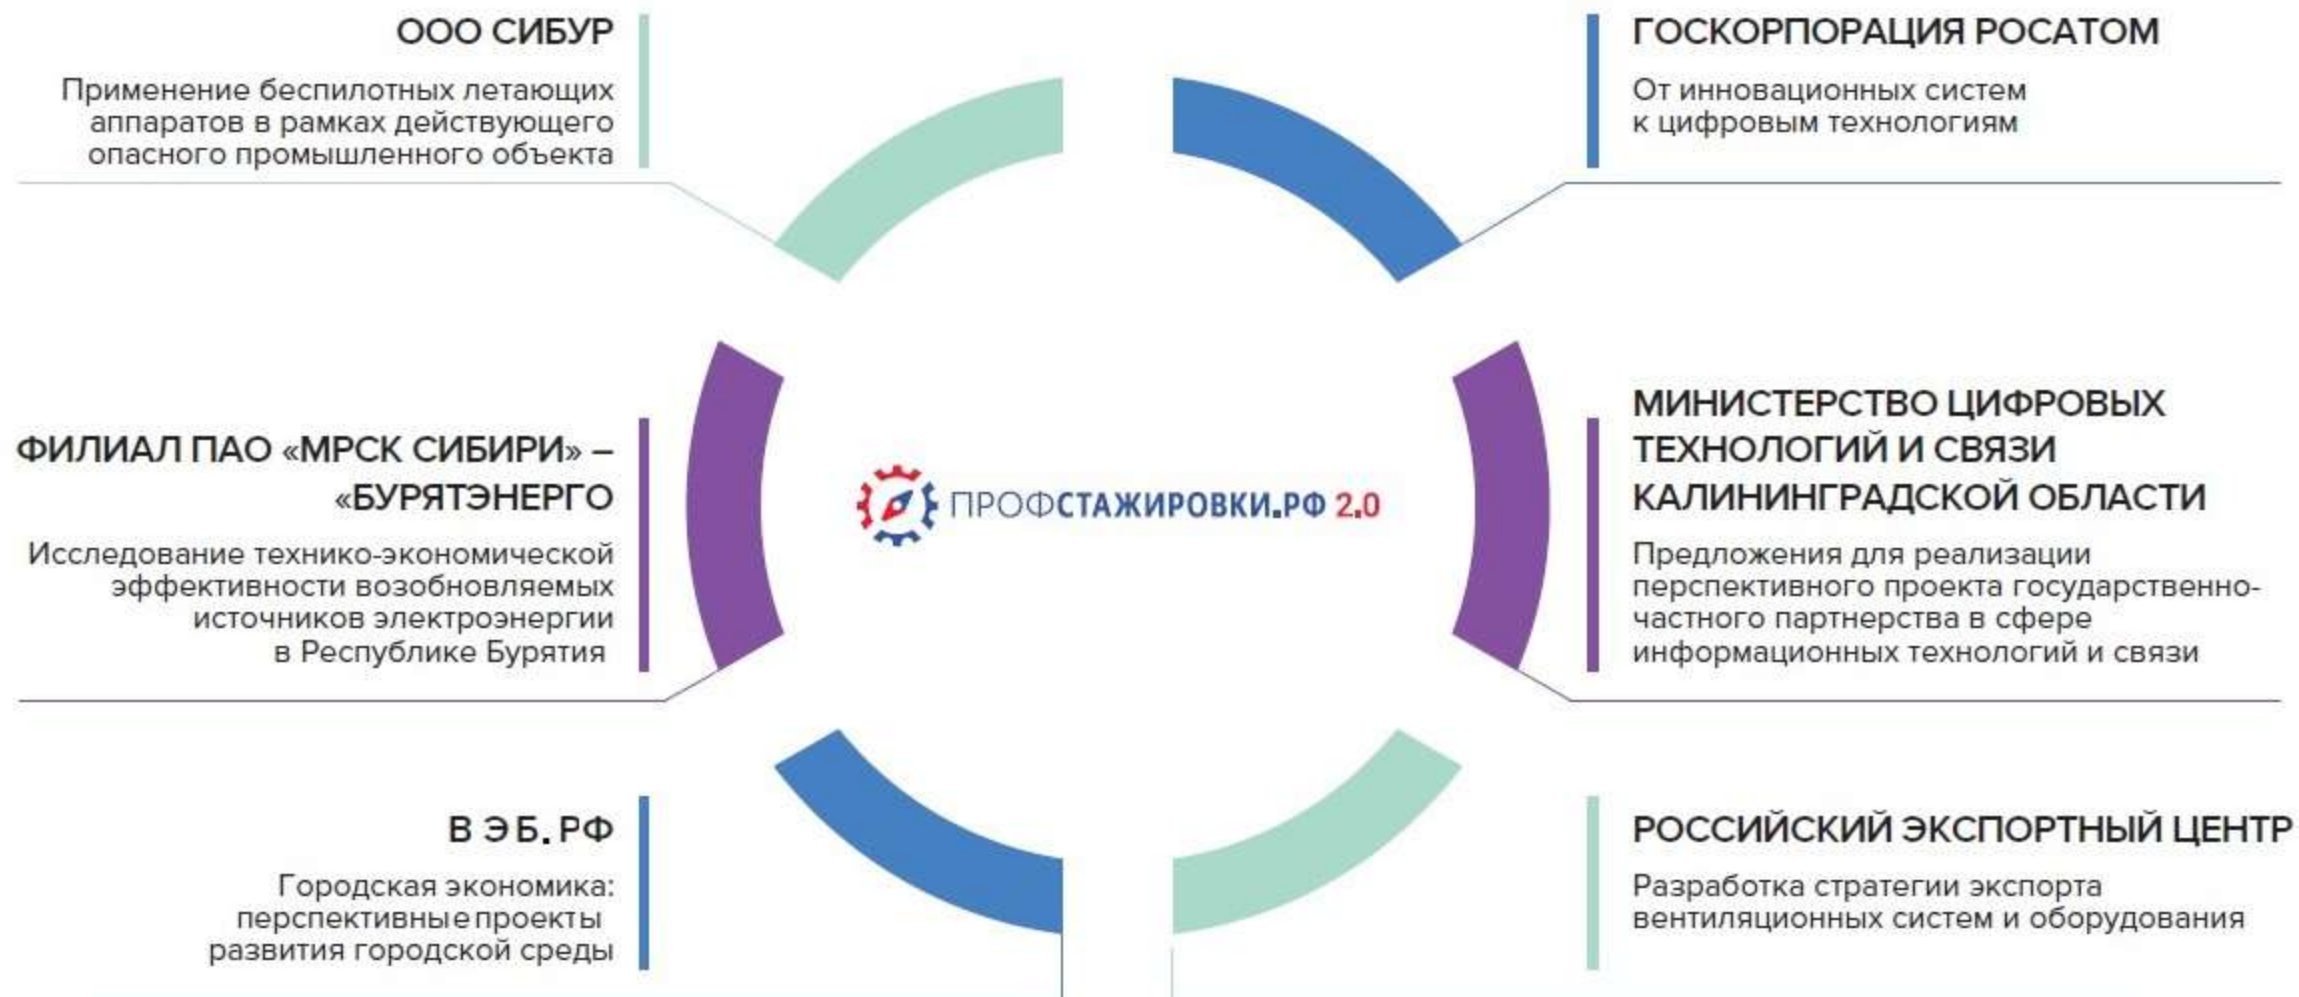 ООО СИБУР
Применение беспилотных летающих
аппаратов в рамках действующего
опасного промышленного объекта
ГОСКОРПОРАЦИЯ РОСАТОМ
От инновационных систем
к цифровым технологиям
ФИЛИАЛ ПАО «МРСК СИБИРИ» –
«БУРЯТЭНЕРГО
Исследование технико-экономической
эффективности возобновляемых
источников электроэнергии
в Республике Бурятия
ПРОФСТАЖИРОВКИ.РФ 2.0
МИНИСТЕРСТВО ЦИФРОВЫХ
ТЕХНОЛОГИЙ И СВЯЗИ
КАЛИНИНГРАДСКОЙ ОБЛАСТИ
Предложения для реализации
перспективного проекта государственно-
частного партнерства в сфере
информационных технологий и связи
В ЭБ.РФ
Городская экономика:
перспективные проекты
развития городской среды
РОССИЙСКИЙ ЭКСПОРТНЫЙ ЦЕНТР
Разработка стратегии экспорта
вентиляционных систем и оборудования